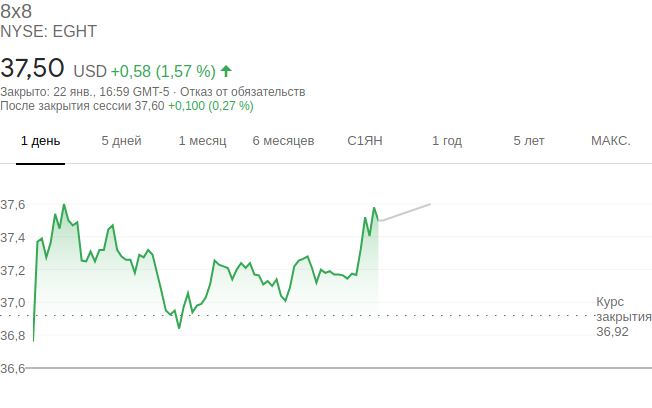 8x8
NYSE: EGHT
37,50 USD +0,58 (1,57 %)
Закрыто: 22 янв., 16:59 GMT-5 · Отказ от обязательств
После закрытия сессии 37,60 +0,100 (0,27 %)
1 день 5 дней 1 месяц 6 месяцев С1ЯН 1 год 5 лет МАКС.
37,6
37,4
37,2
37,0
36,8
36,6
Курс
закрытия
36,92